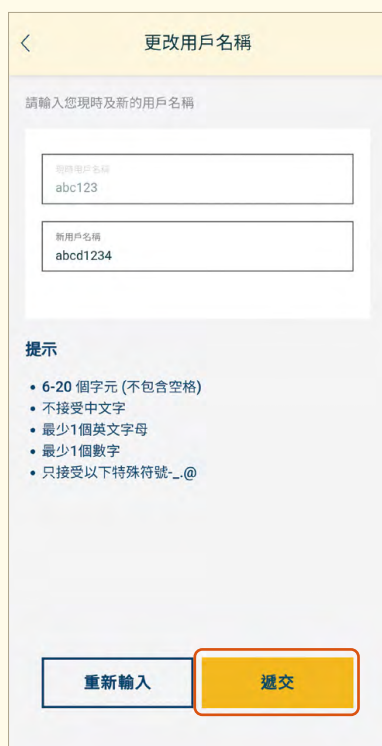 更改用戶名稱
請輸入您現時及新的用戶名稱
現時用戶名稱
abc123
新用戶名稱
abcd1234
提示
• 6-20 個字元 (不包含空格)
• 不接受中文字
• 最少1個英文字母
• 最少1個數字
• 只接受以下特殊符號-_.@
重新輸入
遞交